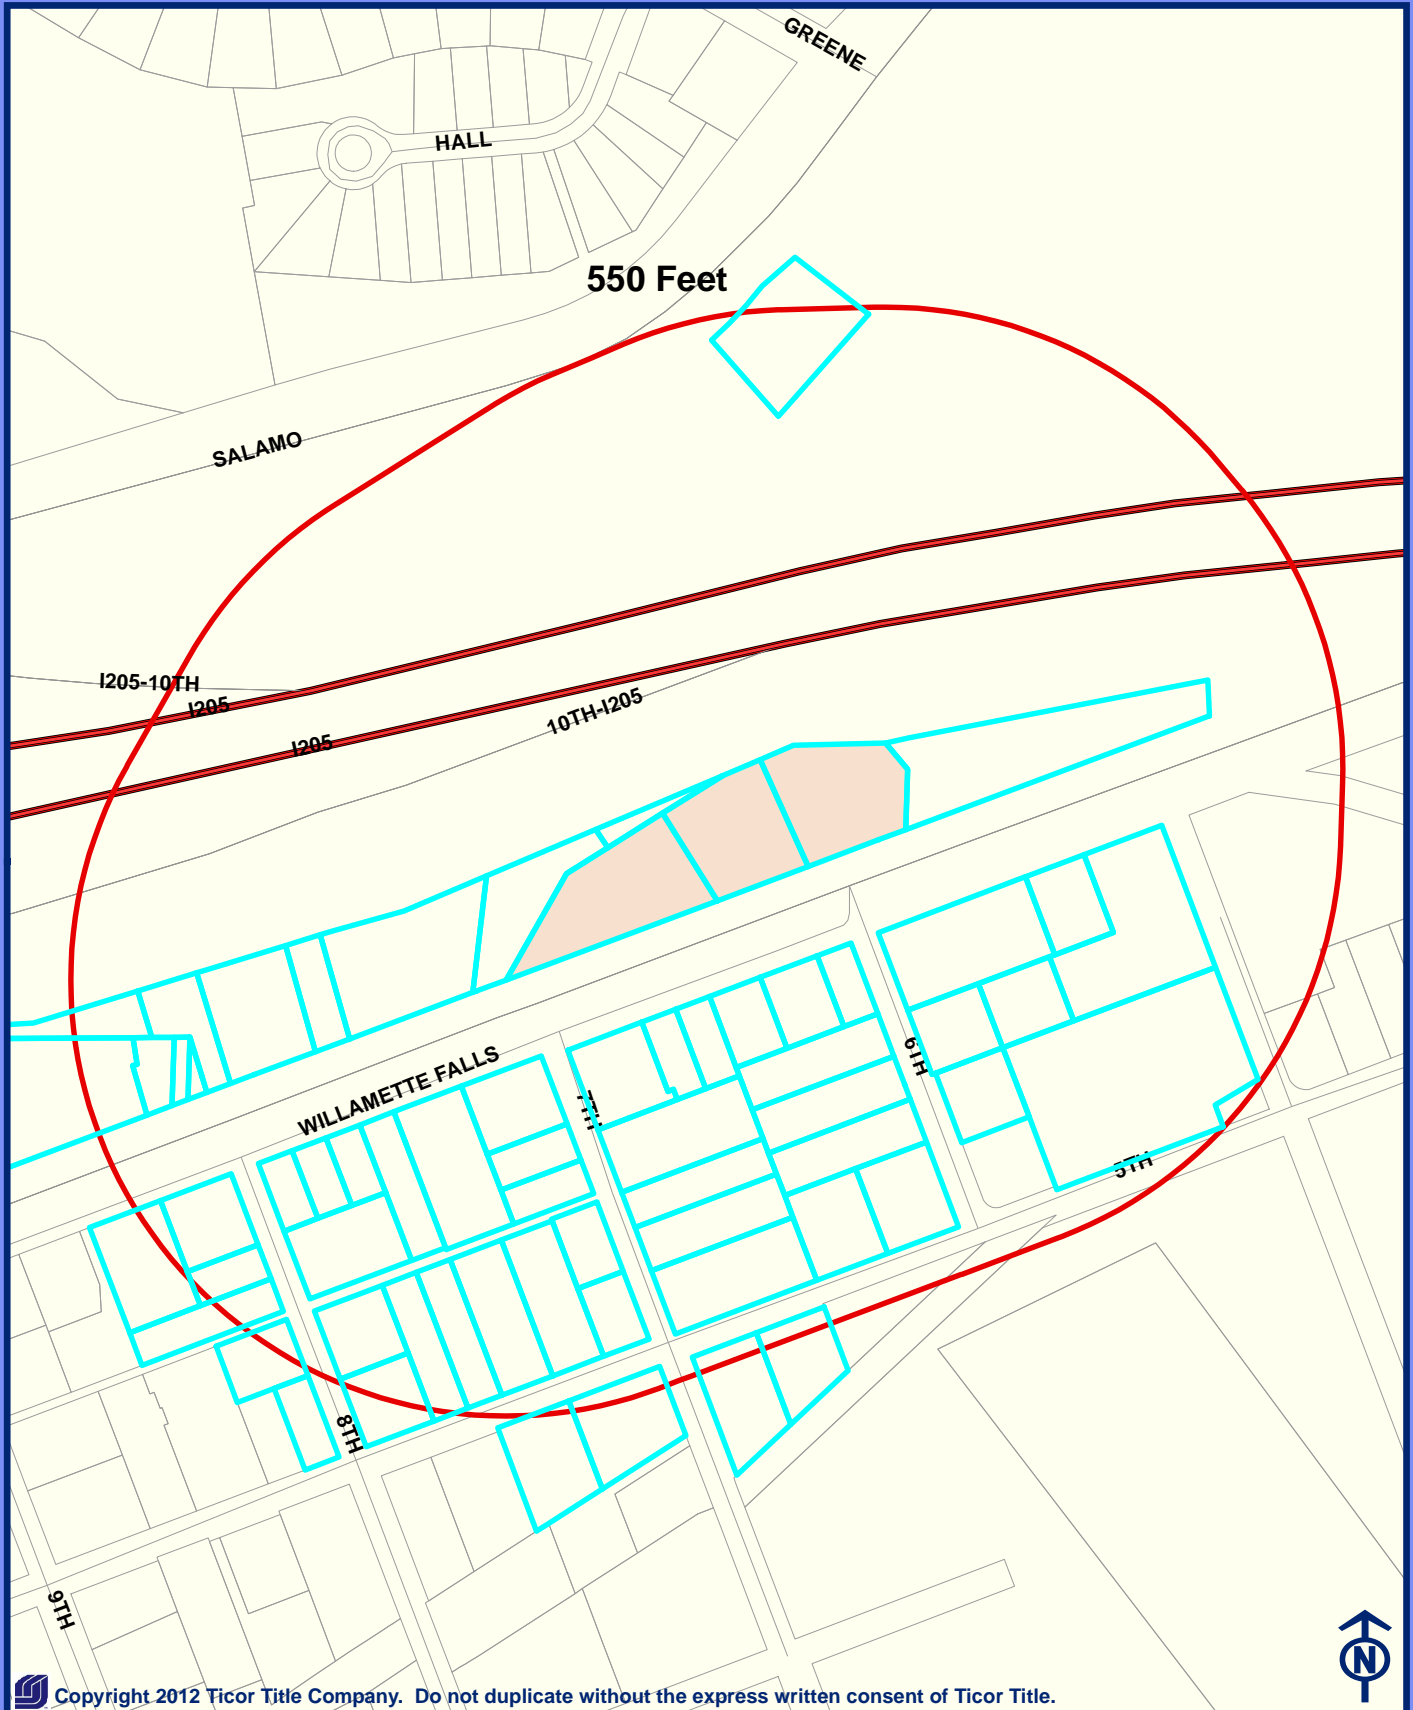 GREENE
HALL
550 Feet
SALAMO
I205-10TH
I205
10TH-I205
I205
WILLAMETTE FALLS
6TH
7TH
5TH
8TH
9TH
N
Copyright 2012 Ticor Title Company. Do not duplicate without the express written consent of Ticor Title.